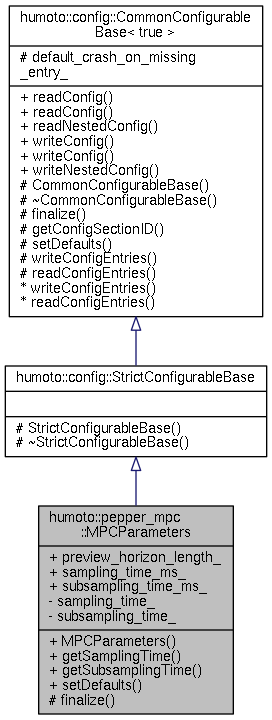 humoto::config::CommonConfigurable
Base< true >
# default_crash_on_missing
_entry_
+ readConfig()
+ readConfig()
+ readNestedConfig()
+ writeConfig()
+ writeConfig()
+ writeNestedConfig()
# CommonConfigurableBase()
# ~CommonConfigurableBase()
# finalize()
# getConfigSectionID()
# setDefaults()
# writeConfigEntries()
# readConfigEntries()
* writeConfigEntries()
* readConfigEntries()
humoto::config::StrictConfigurableBase
# StrictConfigurableBase()
# ~StrictConfigurableBase()
humoto::pepper_mpc
::MPCParameters
+ preview_horizon_length_
+ sampling_time_ms_
+ subsampling_time_ms_
- sampling_time_
- subsampling_time_
+ MPCParameters()
+ getSamplingTime()
+ getSubsamplingTime()
+ setDefaults()
# finalize()